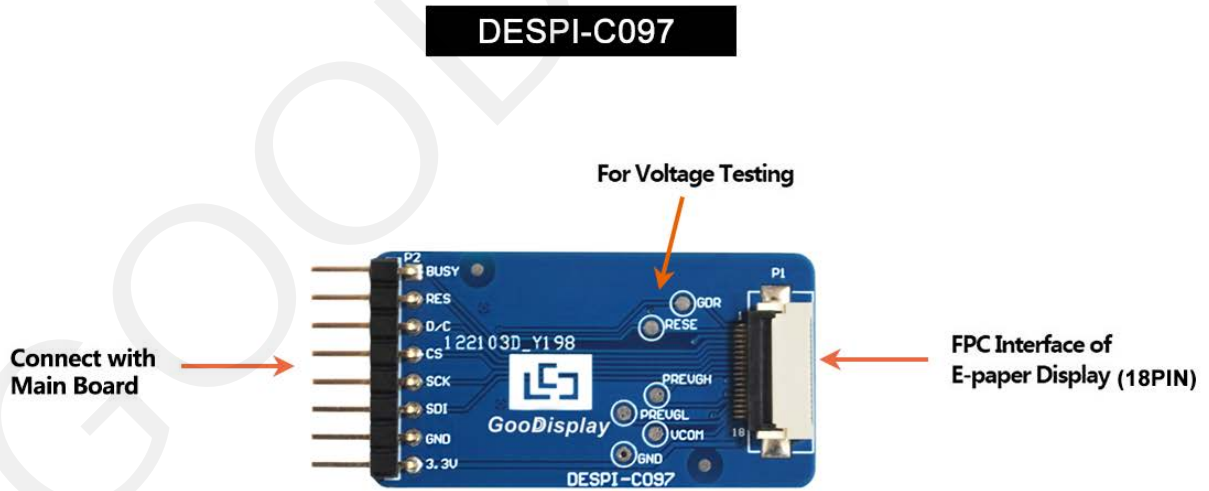 DESPI-C097
For Voltage Testing
P2
BUSY
RES
D/C
CS
SCK
SDI
GND
3.3V
122103D_Y198
GooDisplay
GDR
RESE
PREVGH
PREVGL
VCOM
GND
DESPI-C097
P1
18
Connect with
Main Board
FPC Interface of
E-paper Display (18PIN)